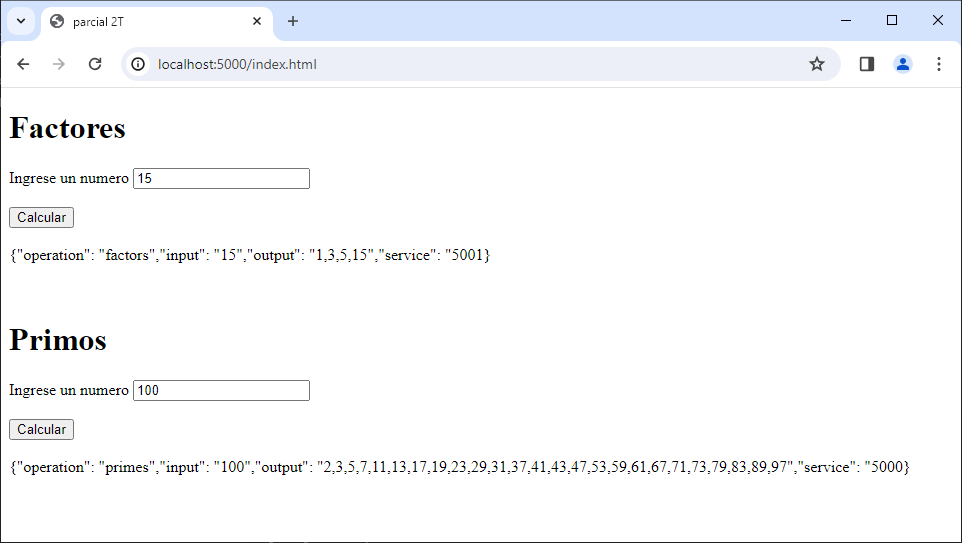 parcial 2T
localhost:5000/index.html
Factores
Ingrese un numero 15
Calcular
{"operation": "factors","input": "15","output": "1,3,5,15","service": "5001}
Primos
Ingrese un numero 100
Calcular
{"operation": "primes","input": "100","output": "2,3,5,7,11,13,17,19,23,29,31,37,41,43,47,53,59,61,67,71,73,79,83,89,97","service": "5000}